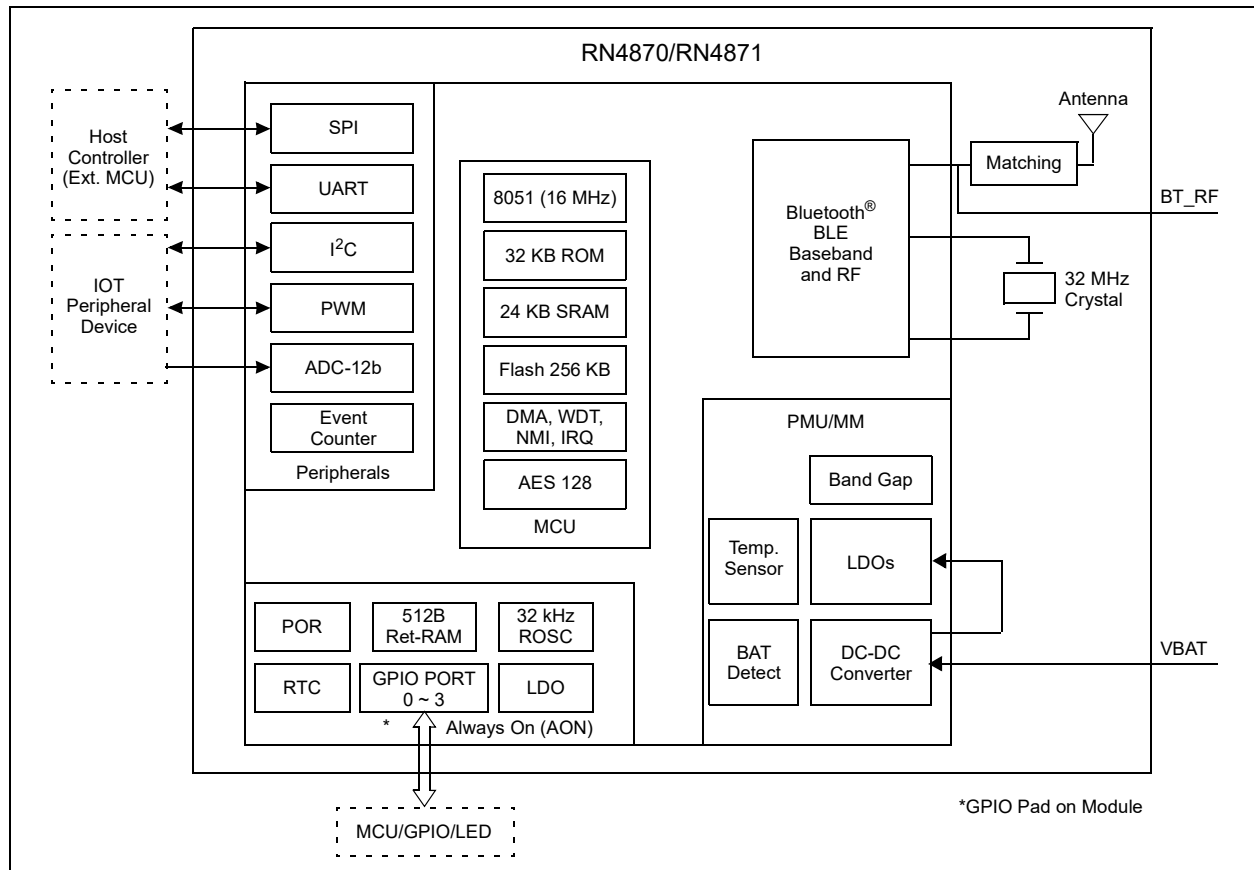 RN4870/RN4871
Host
Controller
(Ext. MCU)
IOT
Peripheral
Device
SPI
UART
I²C
PWM
ADC-12b
Event
Counter
Peripherals
8051 (16 MHz)
32 KB ROM
24 KB SRAM
Flash 256 KB
DMA, WDT,
NMI, IRQ
AES 128
MCU
Bluetooth®
BLE
Baseband
and RF
Antenna
Matching
BT_RF
32 MHz
Crystal
PMU/MM
Band Gap
Temp.
Sensor
LDOs
BAT
Detect
DC-DC
Converter
VBAT
POR
512B
Ret-RAM
32 kHz
ROSC
RTC
GPIO PORT
0 ~ 3
LDO
*
Always On (AON)
MCU/GPIO/LED
*GPIO Pad on Module